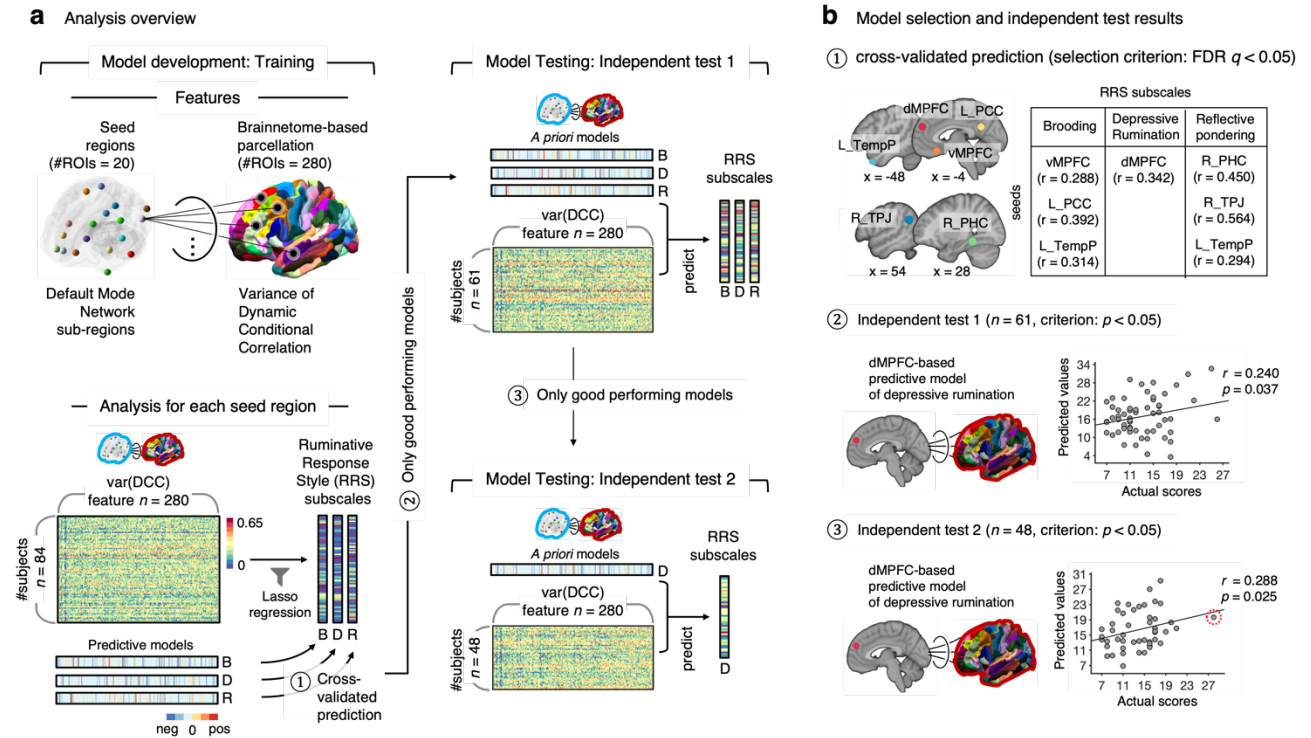 a Analysis overview
Model development: Training
Features
Seed
regions
(#ROIs = 20)
Brainnetome-based
parcellation
(#ROIs = 280)
⋮
Default Mode
Network
sub-regions
Variance of
Dynamic
Conditional
Correlation
Analysis for each seed region
var(DCC)
feature n = 280
#subjects
n = 84
0.65
0
Lasso
regression
Ruminative
Response
Style (RRS)
subscales
B D R
Predictive models
B
D
R
neg 0 pos
① Cross-
validated
prediction
② Only good performing models
Model Testing: Independent test 1
A priori models
B
D
R
var(DCC)
feature n = 280
#subjects
n = 61
predict
RRS
subscales
B D R
③ Only good performing models
Model Testing: Independent test 2
A priori models
D
var(DCC)
feature n = 280
#subjects
n = 48
predict
RRS
subscales
D
b Model selection and independent test results
① cross-validated prediction (selection criterion: FDR q < 0.05)
dMPFC
L_PCC
L_TempP
vMPFC
x = -48 x = -4
R_TPJ
R_PHC
x = 54 x = 28
RRS subscales
seeds
Brooding
Depressive
Rumination
Reflective
pondering
vMPFC
(r = 0.288)
dMPFC
(r = 0.342)
R_PHC
(r = 0.450)
L_PCC
(r = 0.392)
R_TPJ
(r = 0.564)
L_TempP
(r = 0.314)
L_TempP
(r = 0.294)
② Independent test 1 (n = 61, criterion: p < 0.05)
dMPFC-based
predictive model
of depressive rumination
Predicted values
34
28
22
16
10
4
7 11 15 19 23 27
Actual scores
r = 0.240
p = 0.037
③ Independent test 2 (n = 48, criterion: p < 0.05)
dMPFC-based
predictive model
of depressive rumination
Predicted values
31
27
23
19
15
11
7
7 11 15 19 23 27
Actual scores
r = 0.288
p = 0.025